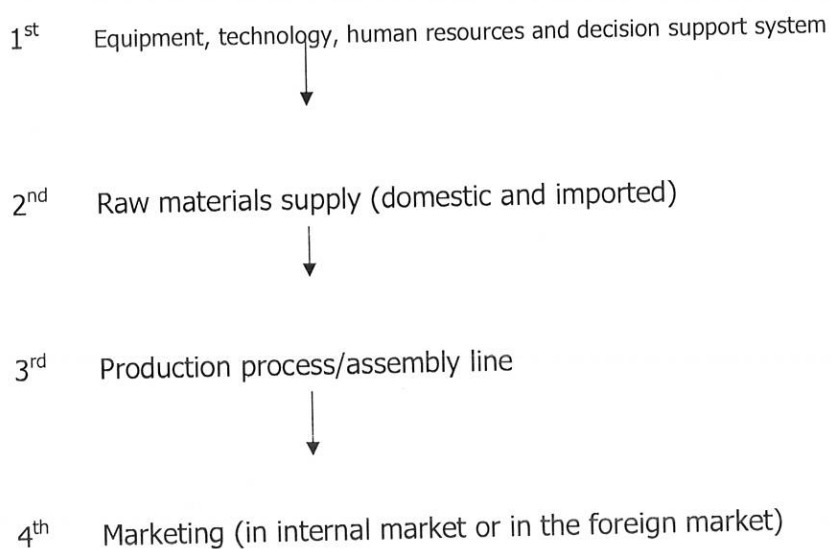 1st Equipment, technology, human resources and decision support system
2nd Raw materials supply (domestic and imported)
3rd Production process/assembly line
4th Marketing (in internal market or in the foreign market)